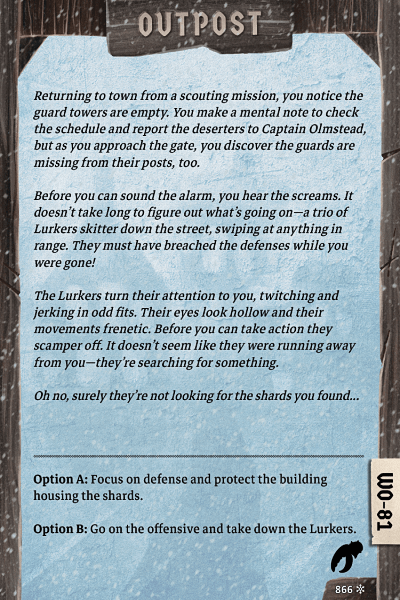 OUTPOST
Returning to town from a scouting mission, you notice the
guard towers are empty. You make a mental note to check
the schedule and report the deserters to Captain Olmstead,
but as you approach the gate, you discover the guards are
missing from their posts, too.
Before you can sound the alarm, you hear the screams. It
doesn't take long to figure out what's going on—a trio of
Lurkers skitter down the street, swiping at anything in
range. They must have breached the defenses while you
were gone!
The Lurkers turn their attention to you, twitching and
jerking in odd fits. Their eyes look hollow and their
movements frenetic. Before you can take action they
scamper off. It doesn't seem like they were running away
from you—they're searching for something.
Oh no, surely they're not looking for the shards you found...
Option A: Focus on defense and protect the building
housing the shards.
Option B: Go on the offensive and take down the Lurkers.
WO-81
866